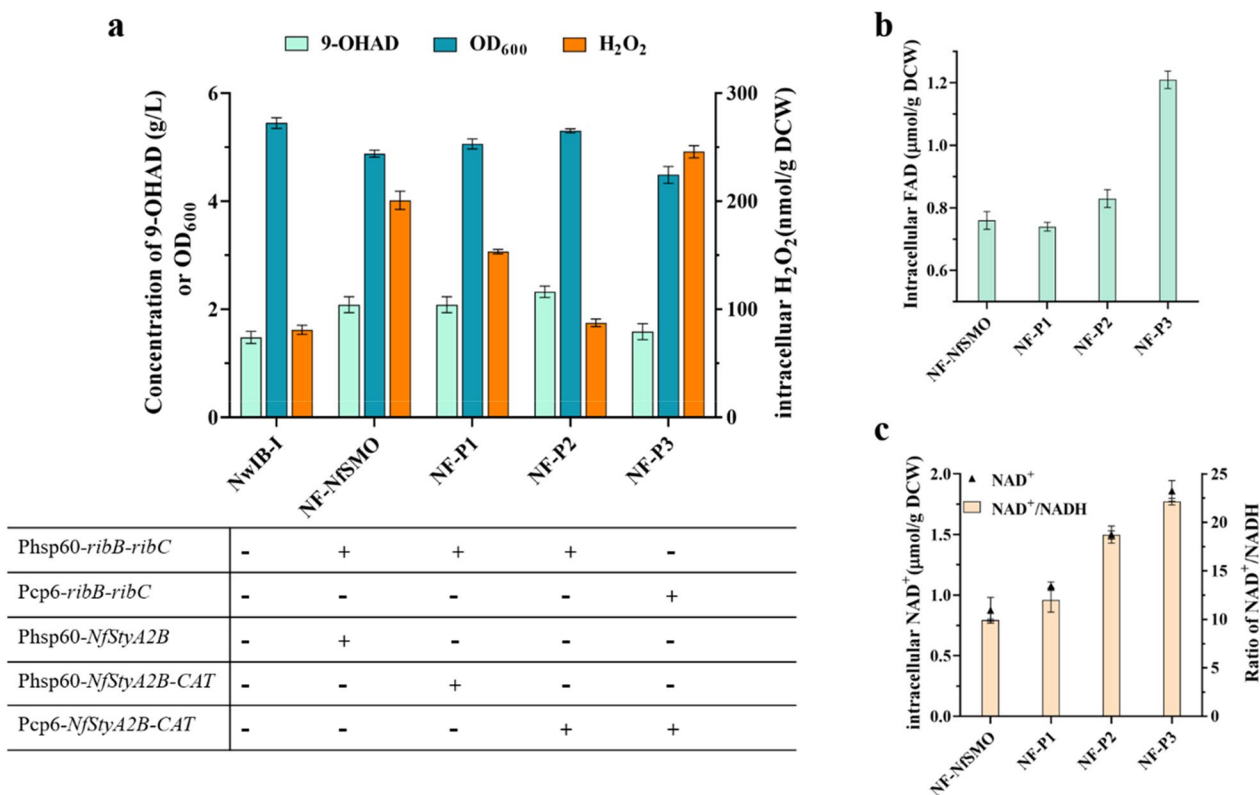 a
9-OHAD
OD600
H2O2
Concentration of 9-OHAD (g/L)
or OD600
6
4
2
0
300
200
100
0
intracelluar H2O2(nmol/g DCW)
NwIB-I
NF-NfSMO
NF-P1
NF-P2
NF-P3
Phsp60-ribB-ribC - + + + -
Pcp6-ribB-ribC - - - - +
Phsp60-NfStyA2B - + - - -
Phsp60-NfStyA2B-CAT - - + - -
Pcp6-NfStyA2B-CAT - - - + +
b
Intracellular FAD (μmol/g DCW)
1.2
1.0
0.8
0.6
NF-NfSMO
NF-P1
NF-P2
NF-P3
c
intracellular NAD+(μmol/g DCW)
2.0
1.5
1.0
0.5
0.0
NAD+
NAD+/NADH
25
20
15
10
5
0
Ratio of NAD+/NADH
NF-NfSMO
NF-P1
NF-P2
NF-P3